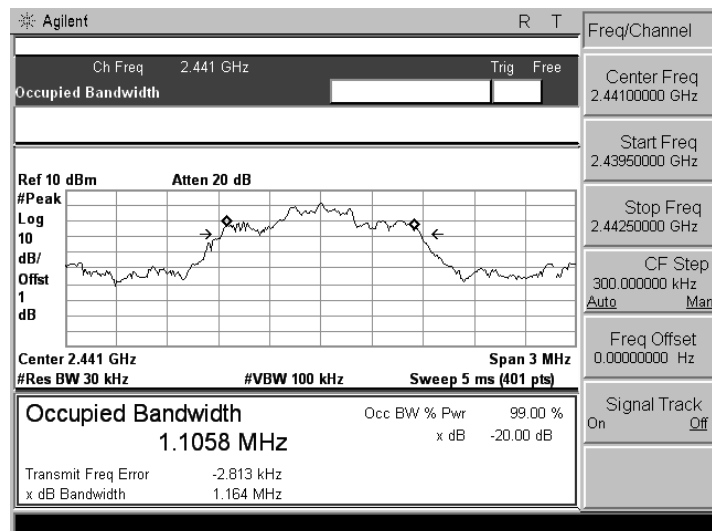 Agilent R T
Freq/Channel
Ch Freq 2.441 GHz Trig Free
Occupied Bandwidth
Center Freq
2.44100000 GHz
Start Freq
2.43950000 GHz
Stop Freq
2.44250000 GHz
CF Step
300.000000 kHz
Auto Man
Freq Offset
0.00000000 Hz
Signal Track
On Off
Ref 10 dBm Atten 20 dB
#Peak
Log
10
dB/
Offst
1
dB
Center 2.441 GHz Span 3 MHz
#Res BW 30 kHz #VBW 100 kHz Sweep 5 ms (401 pts)
Occupied Bandwidth Occ BW % Pwr 99.00 %
1.1058 MHz x dB -20.00 dB
Transmit Freq Error -2.813 kHz
x dB Bandwidth 1.164 MHz